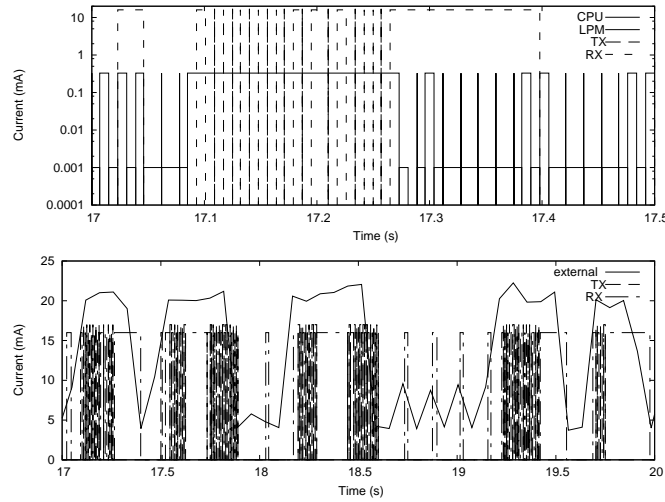 10
1
0.1
0.01
0.001
0.0001
Current (mA)
CPU
LPM
TX
RX
17 17.1 17.2 17.3 17.4 17.5
Time (s)
25
20
15
10
5
0
Current (mA)
external
TX
RX
17 17.5 18 18.5 19 19.5 20
Time (s)